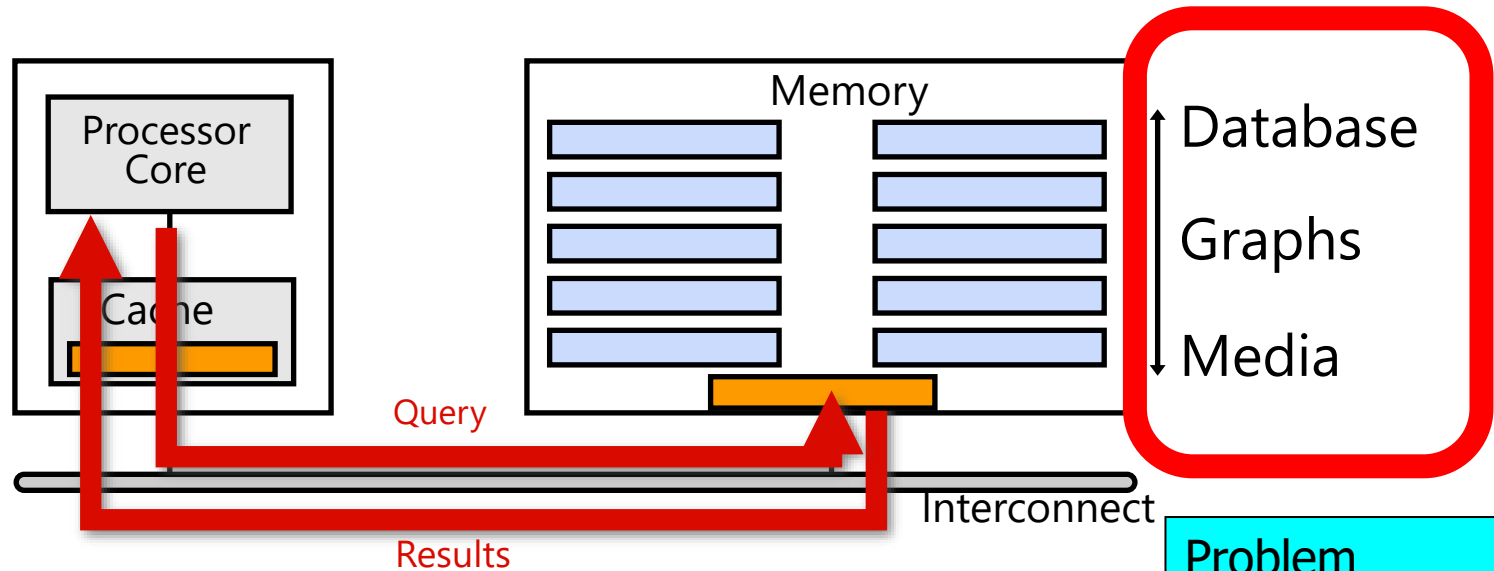 Processor
Core
Cache
Memory
Database
Graphs
Media
Query
Interconnect
Results
Problem